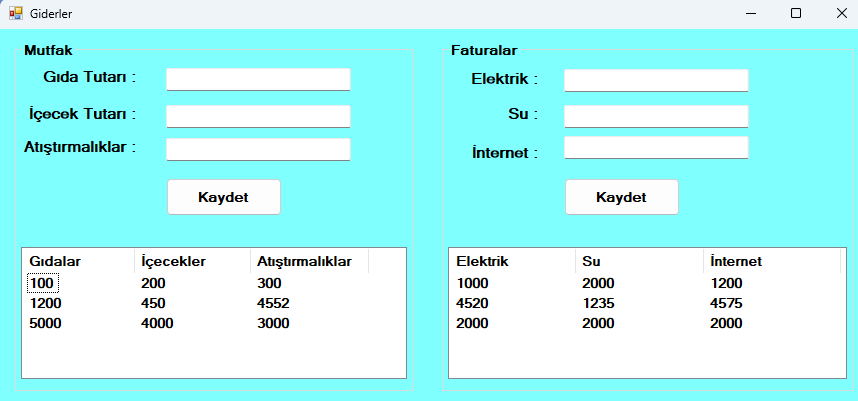 Giderler
Mutfak
Gıda Tutarı :
İçecek Tutarı :
Atıştırmalıklar :
Kaydet
Gıdalar İçecekler Atıştırmalıklar
100 200 300
1200 450 4552
5000 4000 3000
Faturalar
Elektrik :
Su :
İnternet :
Kaydet
Elektrik Su İnternet
1000 2000 1200
4520 1235 4575
2000 2000 2000